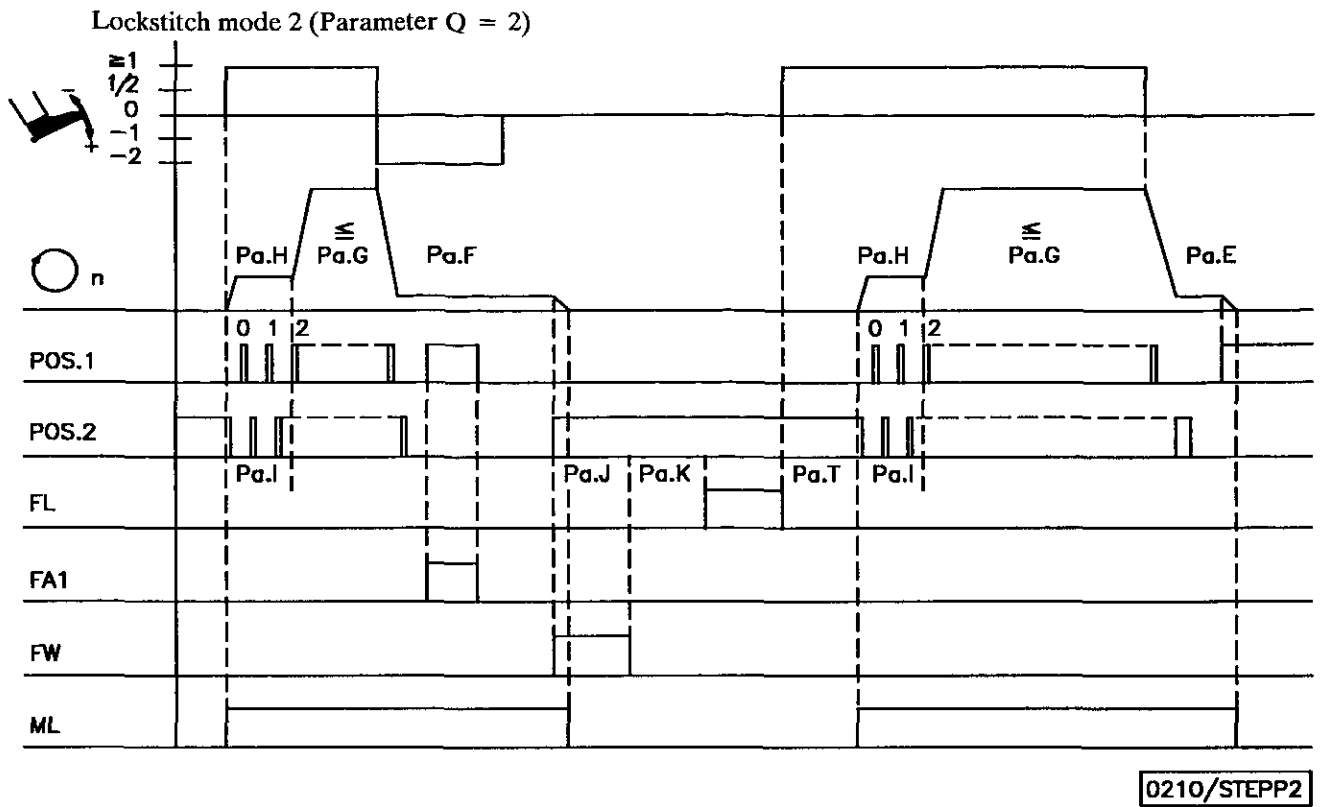 Lockstitch mode 2 (Parameter Q = 2)
≧1
1/2
0
−1
−2
−
+
n
Pa.H
≦
Pa.G
Pa.F
Pa.H
≦
Pa.G
Pa.E
0 1 2
0 1 2
POS.1
POS.2
Pa.I
Pa.J
Pa.K
Pa.T
Pa.I
FL
FA1
FW
ML
0210/STEPP2